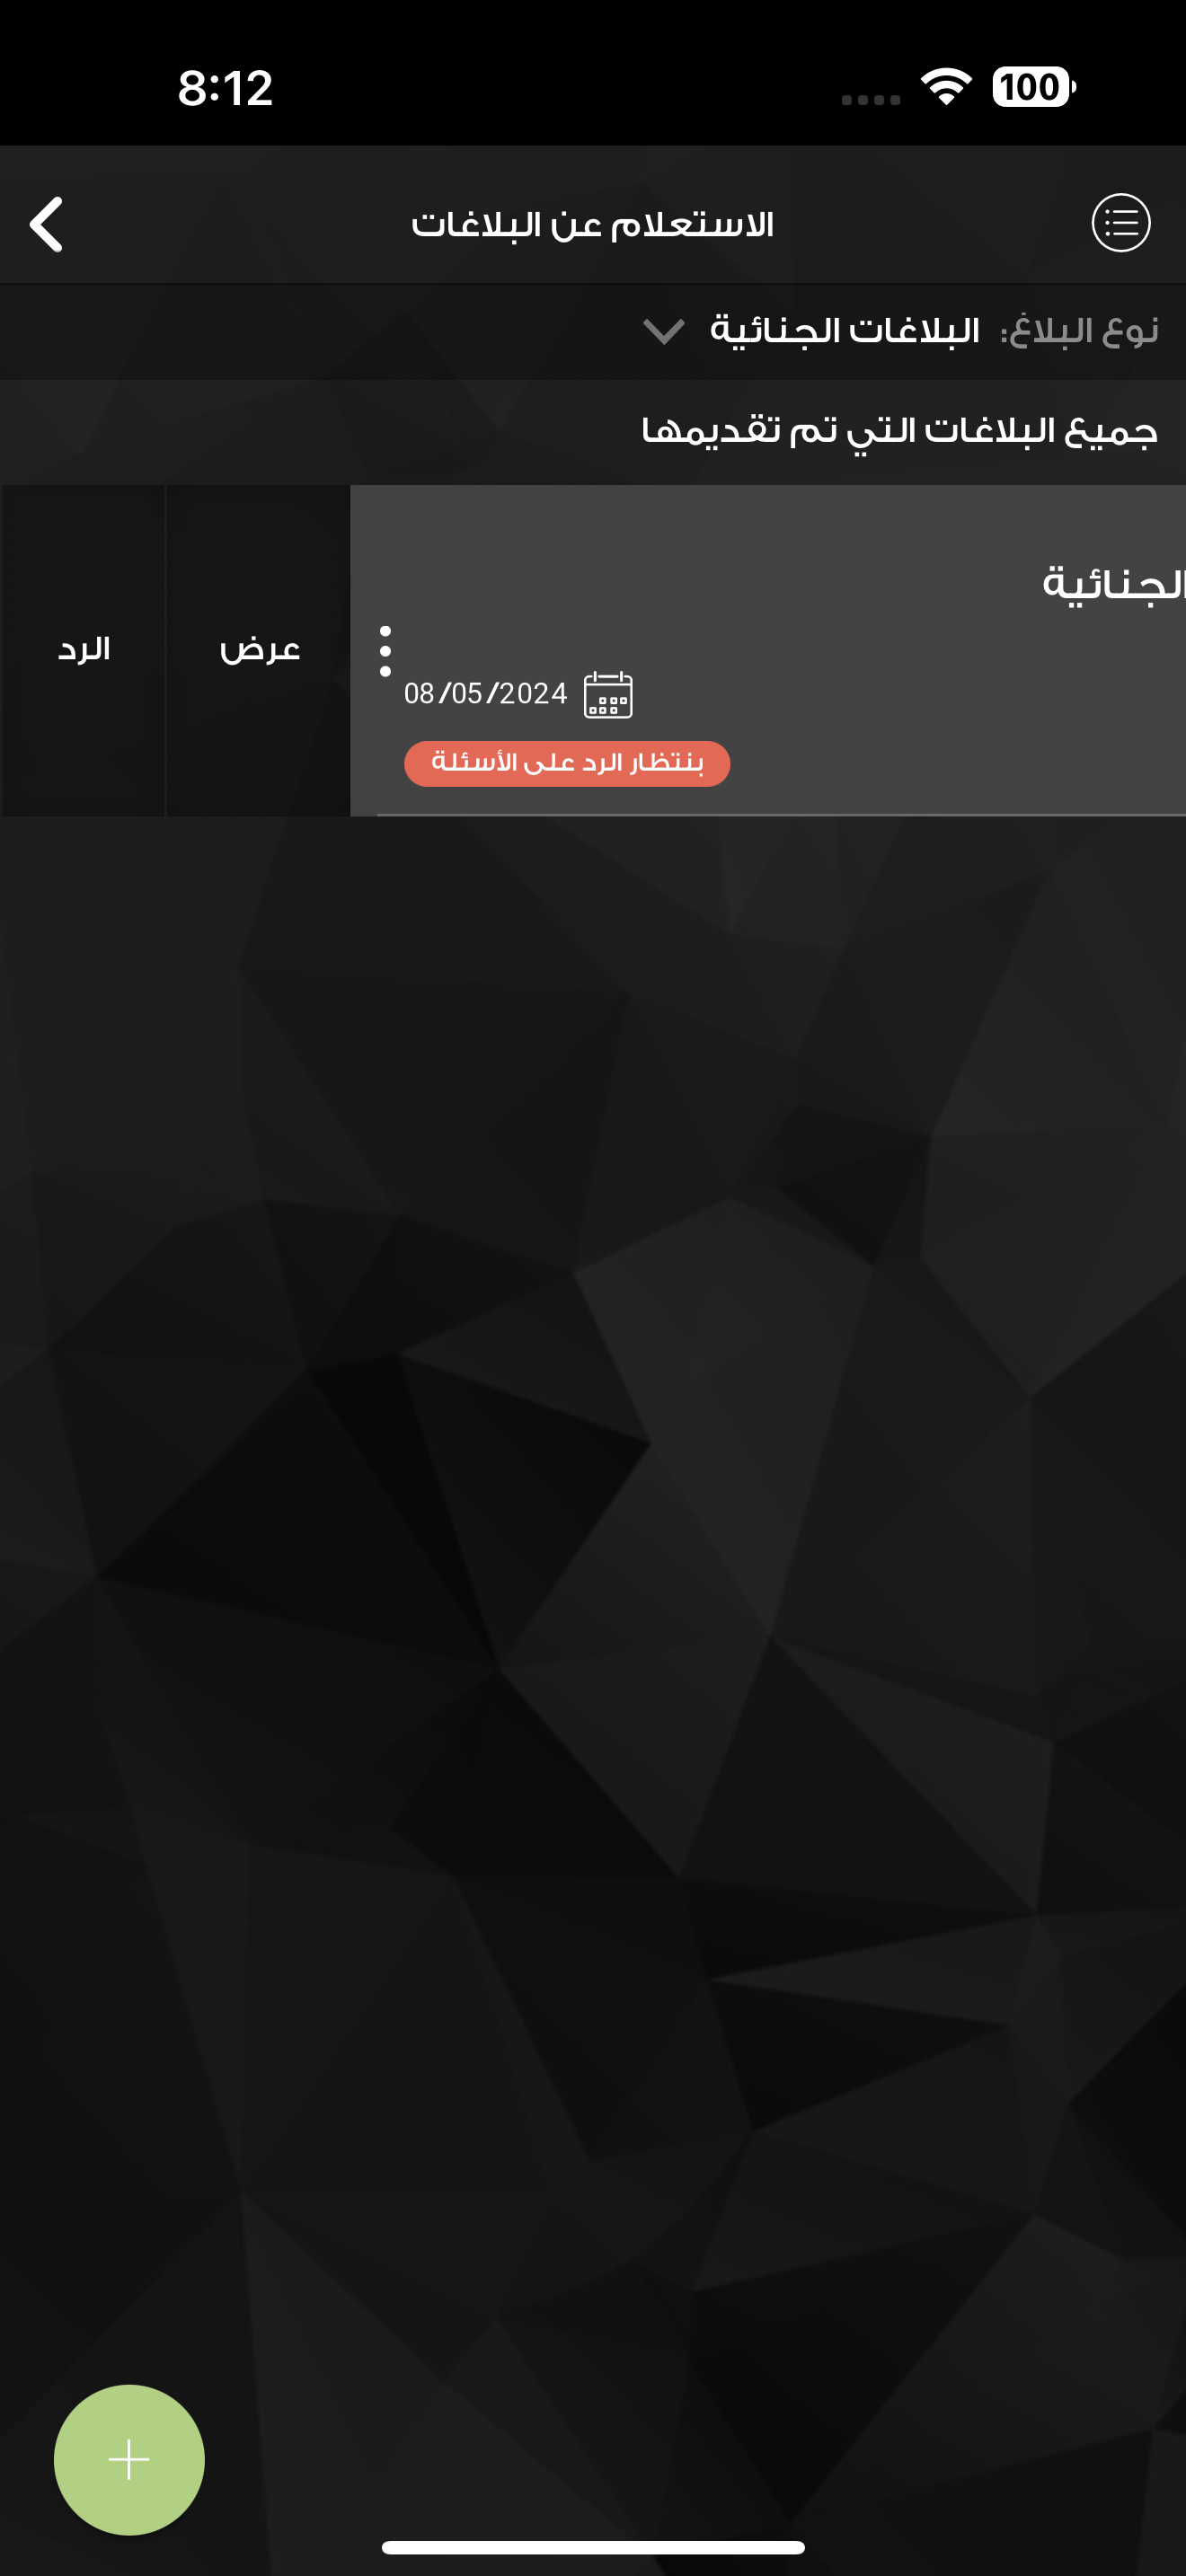 8:12
100
الاستعلام عن البلاغات
نوع البلاغ: البلاغات الجنائية
جميع البلاغات التي تم تقديمها
الجنائية
عرض
الرد
08/05/2024
بنتظار الرد على الأسئلة